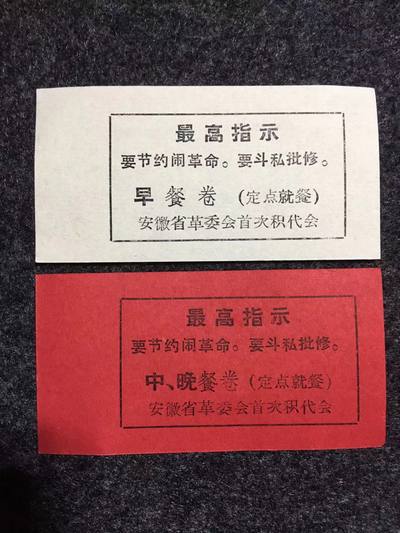 最高指示
要节约闹革命。要斗私批修。
早餐卷（定点就餐）
安徽省革委会首次积代会
最高指示
要节约闹革命。要斗私批修。
中、晚餐卷（定点就餐）
安徽省革委会首次积代会